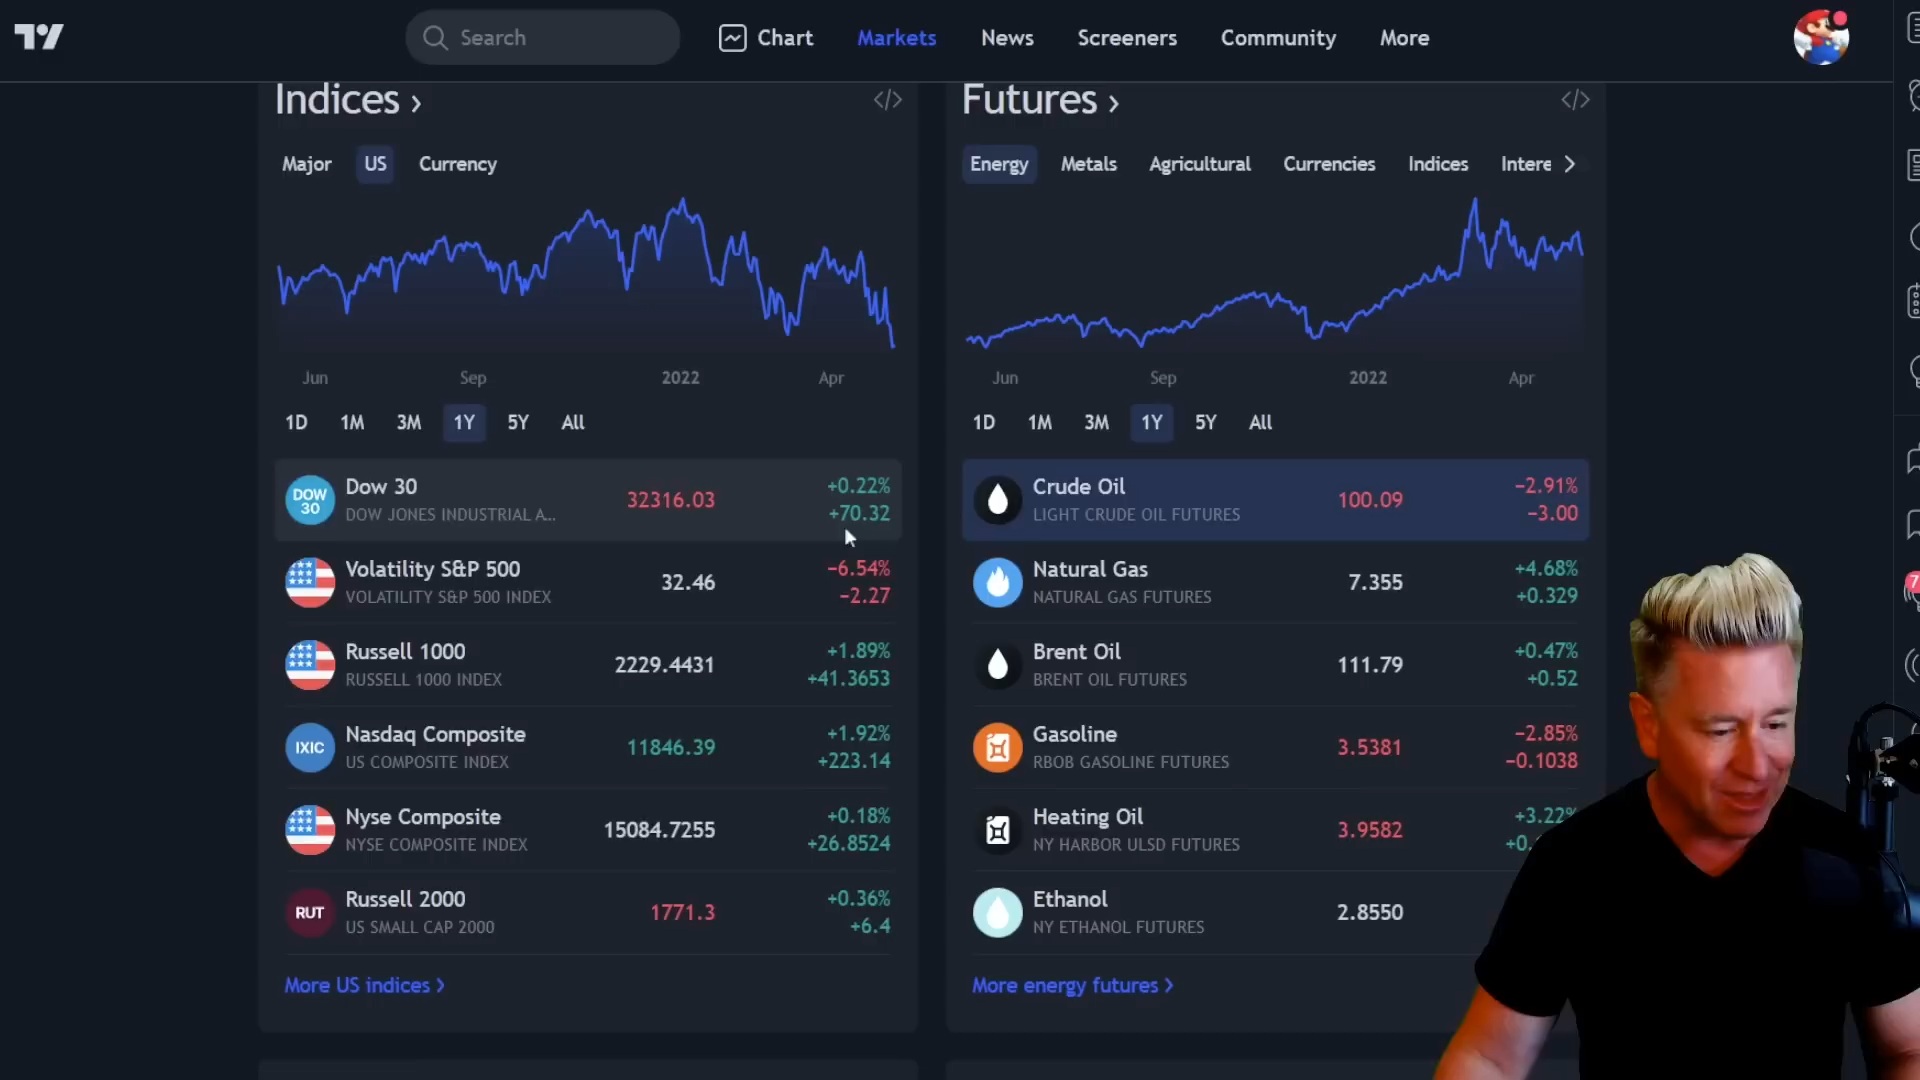 Search
Chart
Markets
News
Screeners
Community
More
Indices
</>
Major
US
Currency
Jun
Sep
2022
Apr
1D
1M
3M
1Y
5Y
All
DOW
30
Dow 30
DOW JONES INDUSTRIAL A...
32316.03
+0.22%
+70.32
Volatility S&P 500
VOLATILITY S&P 500 INDEX
32.46
−6.54%
−2.27
Russell 1000
RUSSELL 1000 INDEX
2229.4431
+1.89%
+41.3653
IXIC
Nasdaq Composite
US COMPOSITE INDEX
11846.39
+1.92%
+223.14
Nyse Composite
NYSE COMPOSITE INDEX
15084.7255
+0.18%
+26.8524
RUT
Russell 2000
US SMALL CAP 2000
1771.3
+0.36%
+6.4
More US indices
Futures
</>
Energy
Metals
Agricultural
Currencies
Indices
Intere
Jun
Sep
2022
Apr
1D
1M
3M
1Y
5Y
All
Crude Oil
LIGHT CRUDE OIL FUTURES
100.09
−2.91%
−3.00
Natural Gas
NATURAL GAS FUTURES
7.355
+4.68%
+0.329
Brent Oil
BRENT OIL FUTURES
111.79
+0.47%
+0.52
Gasoline
RBOB GASOLINE FUTURES
3.5381
−2.85%
−0.1038
Heating Oil
NY HARBOR ULSD FUTURES
3.9582
+3.22%
+0.
Ethanol
NY ETHANOL FUTURES
2.8550
More energy futures
7